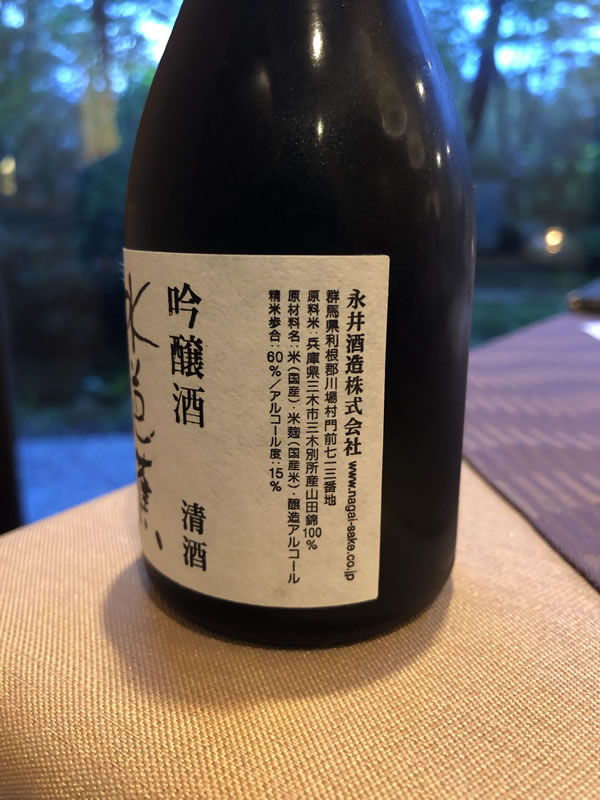 永井酒造株式会社 www.nagai-sake.co.jp
群馬県利根郡川場村門前七一三番地
原料米：兵庫県三木市三木別所産山田錦100%
原材料名：米（国産）・米麹（国産米）・醸造アルコール
精米歩合：60%／アルコール度：15%
吟醸酒 清酒
水芭蕉